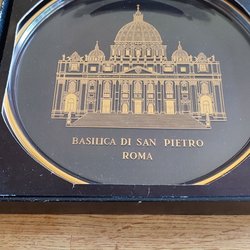 BASILICA DI SAN PIETRO
ROMA